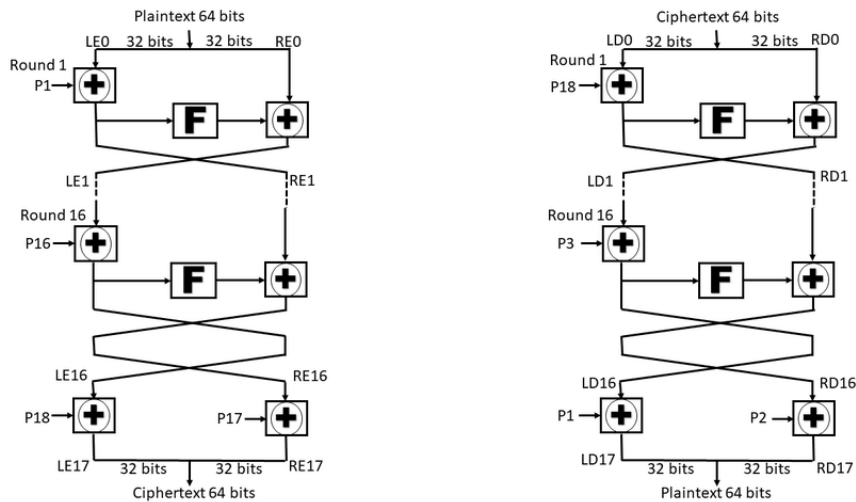 Plaintext 64 bits
LE0 32 bits 32 bits RE0
Round 1
P1
F
LE1 RE1
Round 16
P16
F
LE16 RE16
P18 P17
LE17 32 bits 32 bits RE17
Ciphertext 64 bits
Ciphertext 64 bits
LD0 32 bits 32 bits RD0
Round 1
P18
F
LD1 RD1
Round 16
P3
F
LD16 RD16
P1 P2
LD17 32 bits 32 bits RD17
Plaintext 64 bits